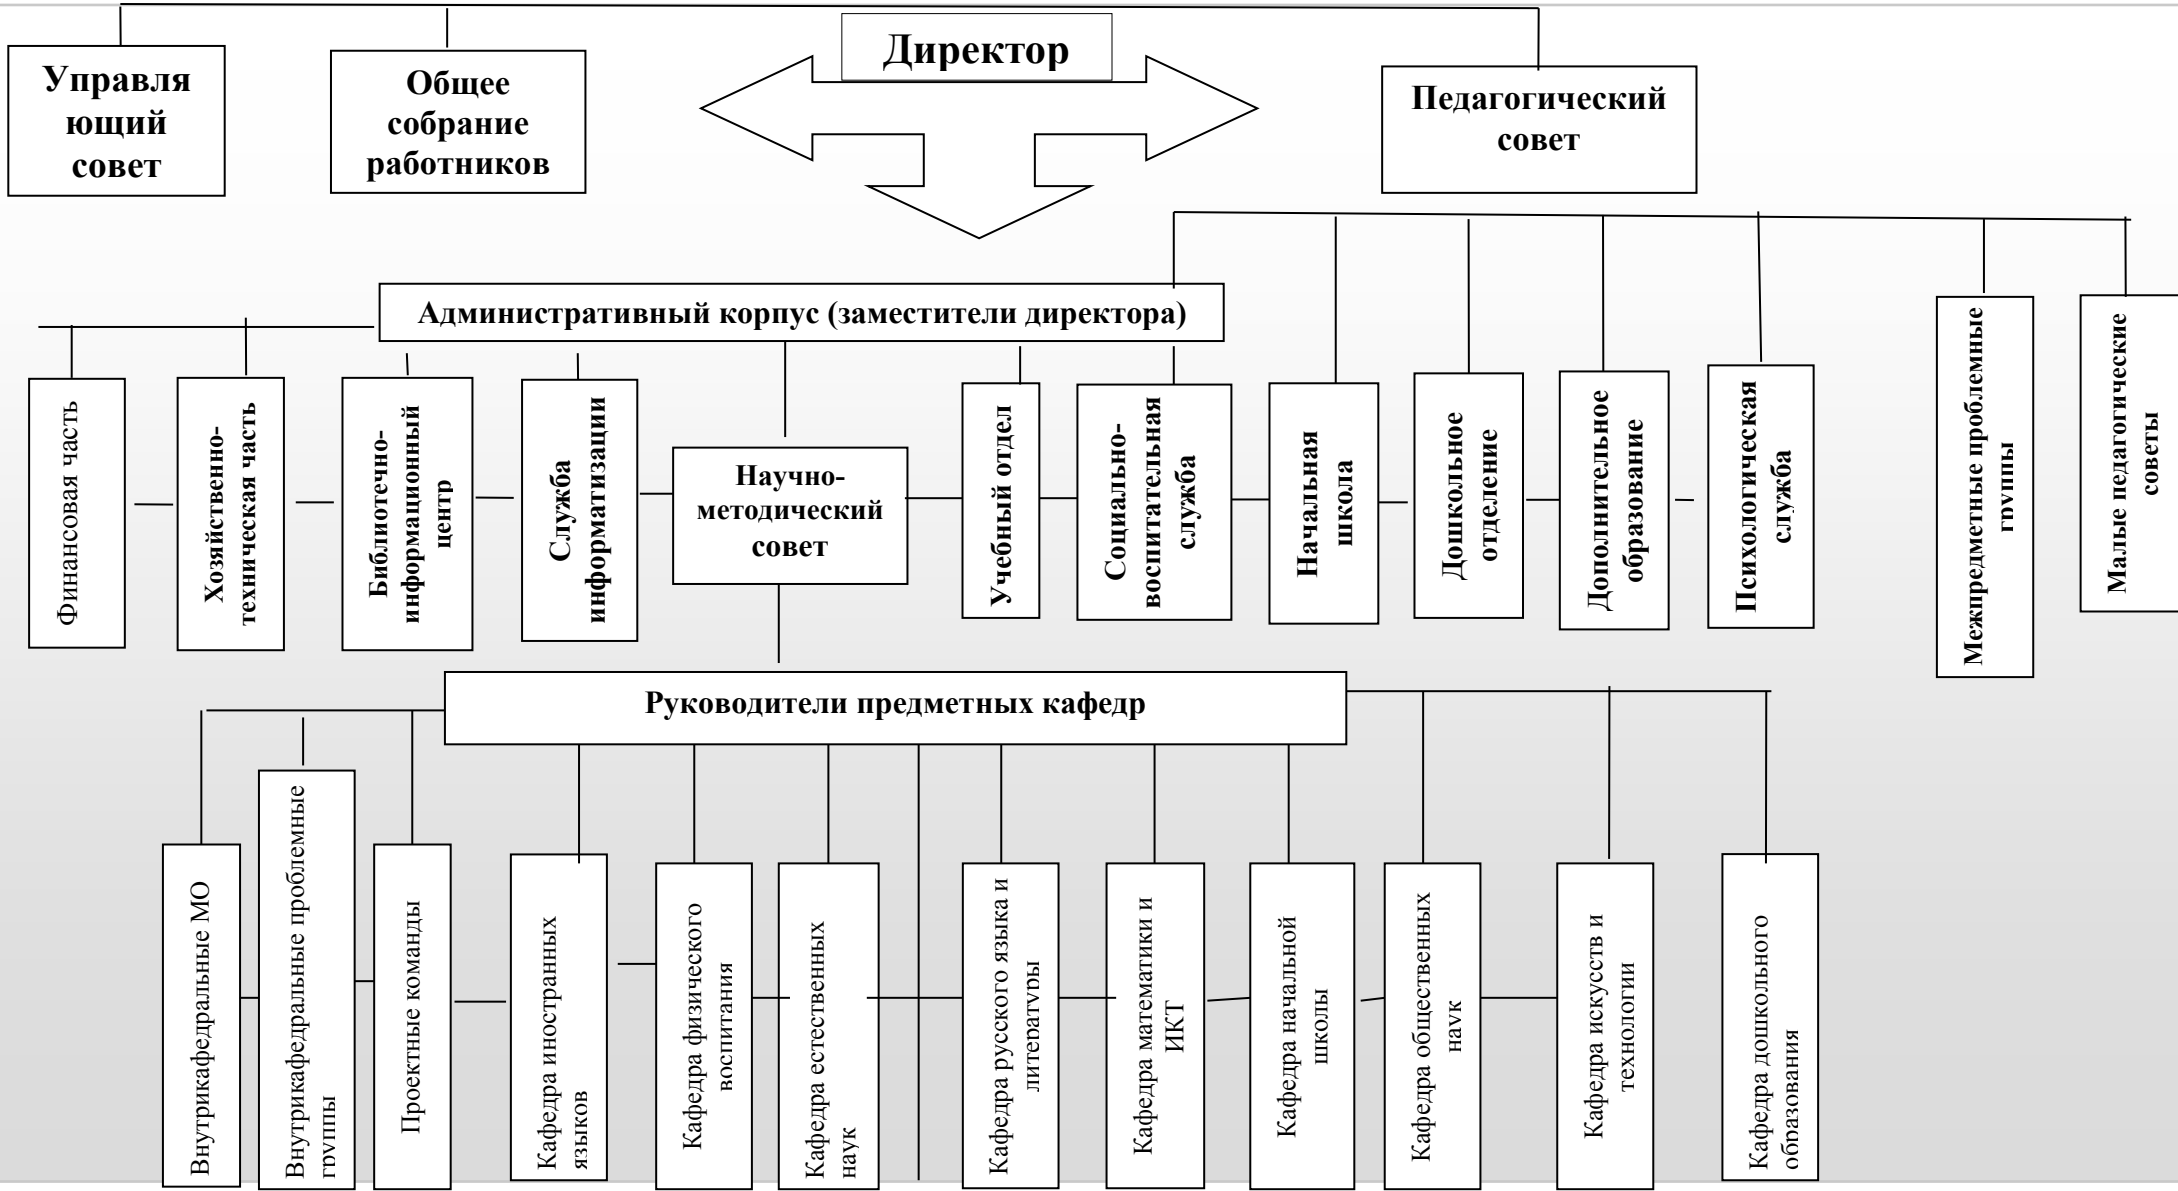 Директор
Управля
ющий
совет
Общее
собрание
работников
Педагогический
совет
Административный корпус (заместители директора)
Финансовая часть
Хозяйственно-
техническая часть
Библиотечно-
информационный
центр
Служба
информатизации
Научно-
методический
совет
Учебный отдел
Социально-
воспитательная
служба
Начальная
школа
Дошкольное
отделение
Дополнительное
образование
Психологическая
служба
Межпредметные проблемные
группы
Малые педагогические
советы
Руководители предметных кафедр
Внутрикафедральные МО
Внутрикафедральные проблемные
группы
Проектные команды
Кафедра иностранных
языков
Кафедра физического
воспитания
Кафедра естественных
наук
Кафедра русского языка и
литературы
Кафедра математики и
ИКТ
Кафедра начальной
школы
Кафедра общественных
наук
Кафедра искусств и
технологии
Кафедра дошкольного
образования